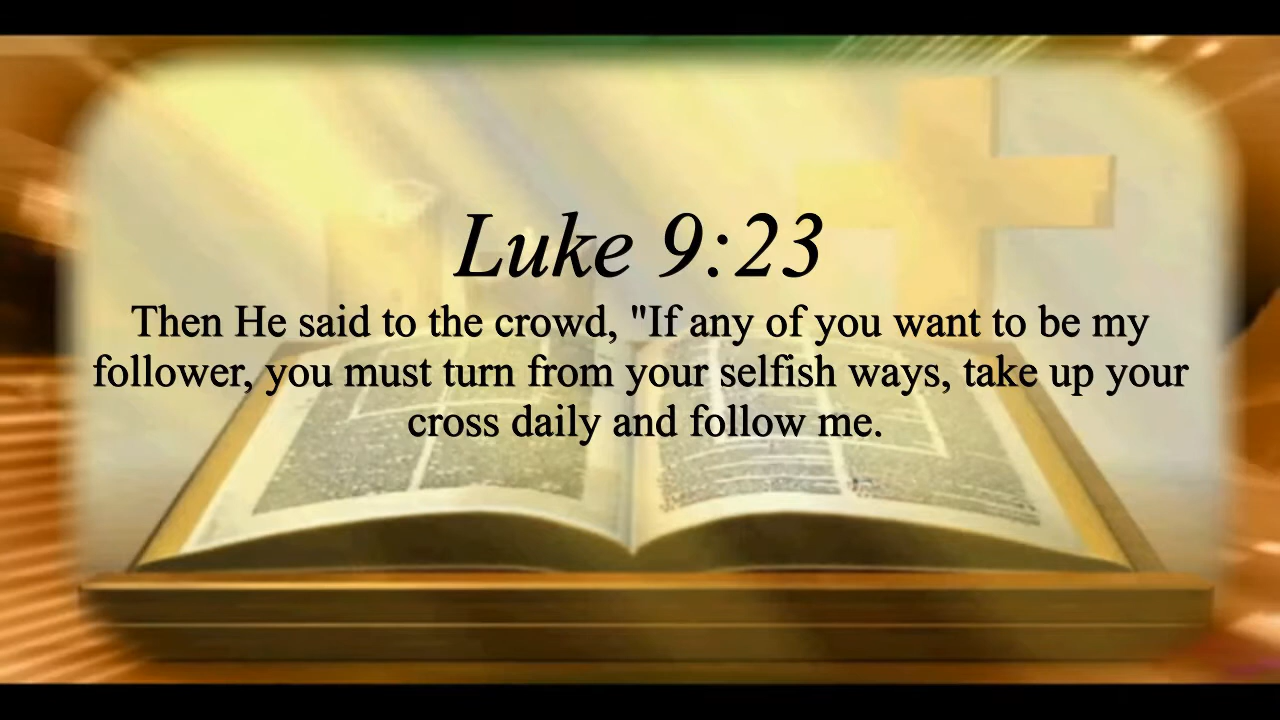 Luke 9:23
Then He said to the crowd, "If any of you want to be my
follower, you must turn from your selfish ways, take up your
cross daily and follow me.